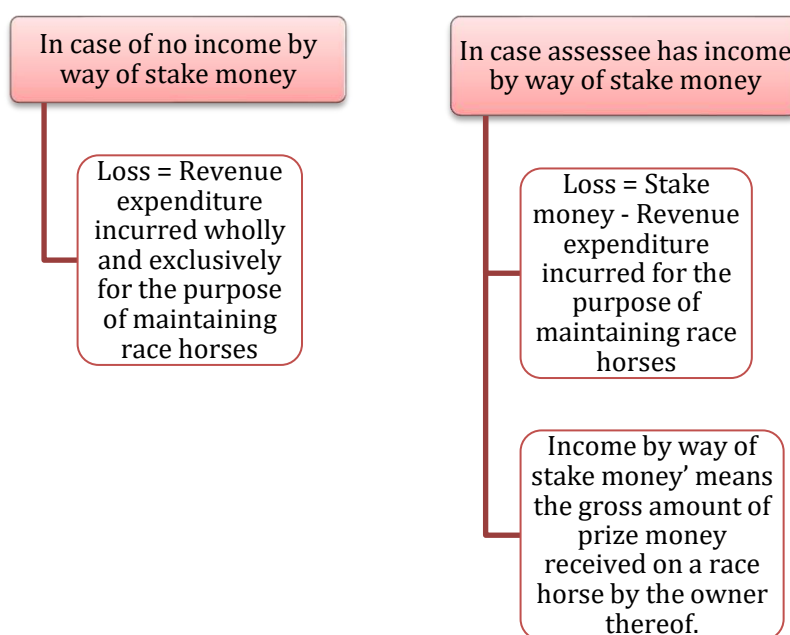 In case of no income by
way of stake money
Loss = Revenue
expenditure
incurred wholly
and exclusively
for the purpose
of maintaining
race horses
In case assessee has income
by way of stake money
Loss = Stake
money - Revenue
expenditure
incurred for the
purpose of
maintaining race
horses
Income by way of
stake money’ means
the gross amount of
prize money
received on a race
horse by the owner
thereof.